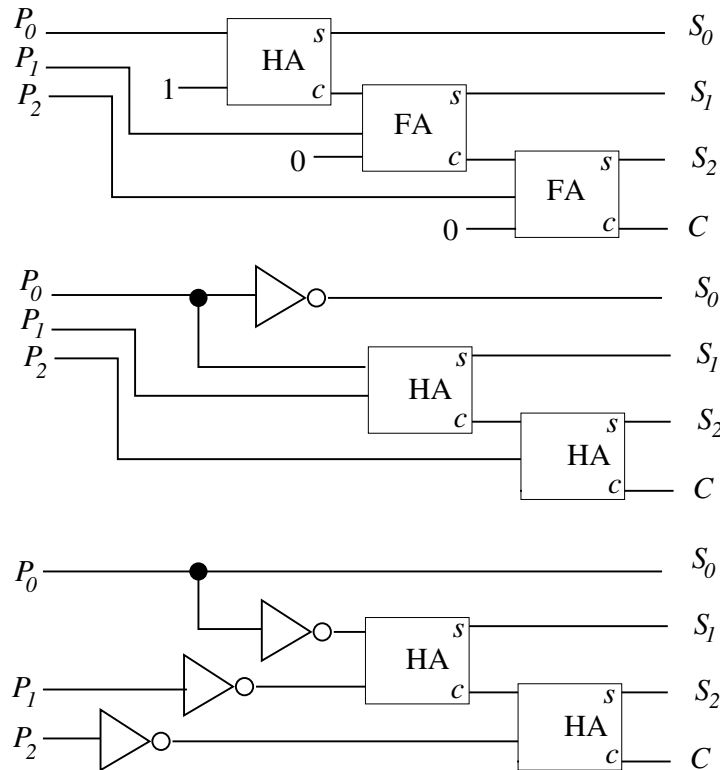 P0 s S0
P1 HA
P2 1 c s S1
FA
0 c s S2
FA
0 c C
P0 S0
P1 s S1
P2 HA
c s S2
HA
c C
P0 S0
s S1
HA
P1 c s S2
P2 HA
c C